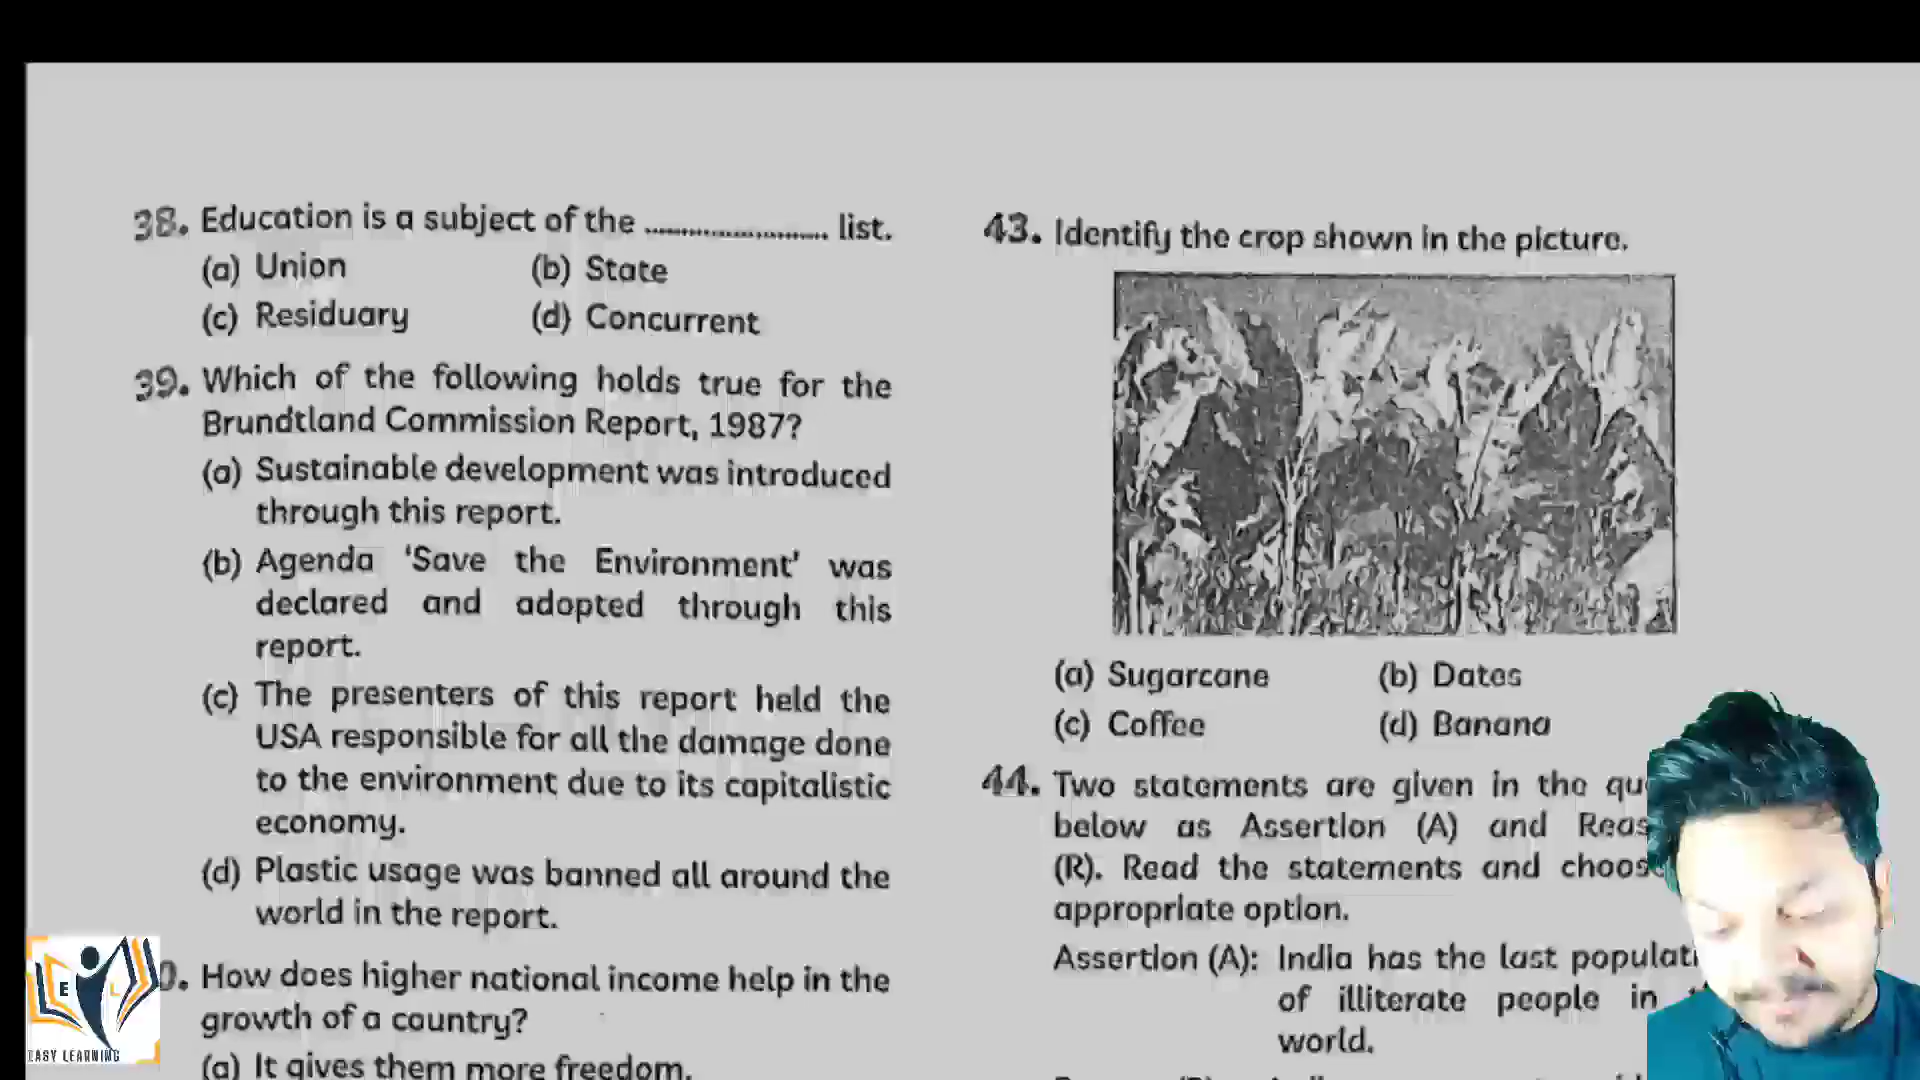 38. Education is a subject of the ........................ list.
(a) Union (b) State
(c) Residuary (d) Concurrent
39. Which of the following holds true for the
Brundtland Commission Report, 1987?
(a) Sustainable development was introduced
through this report.
(b) Agenda 'Save the Environment' was
declared and adopted through this
report.
(c) The presenters of this report held the
USA responsible for all the damage done
to the environment due to its capitalistic
economy.
(d) Plastic usage was banned all around the
world in the report.
0. How does higher national income help in the
growth of a country?
(a) It gives them more freedom.
43. Identify the crop shown in the picture.
(a) Sugarcane (b) Dates
(c) Coffee (d) Banana
44. Two statements are given in the qu
below as Assertion (A) and Reas
(R). Read the statements and choos
appropriate option.
Assertion (A): India has the last populati
of illiterate people in
world.
E L
EASY LEARNING